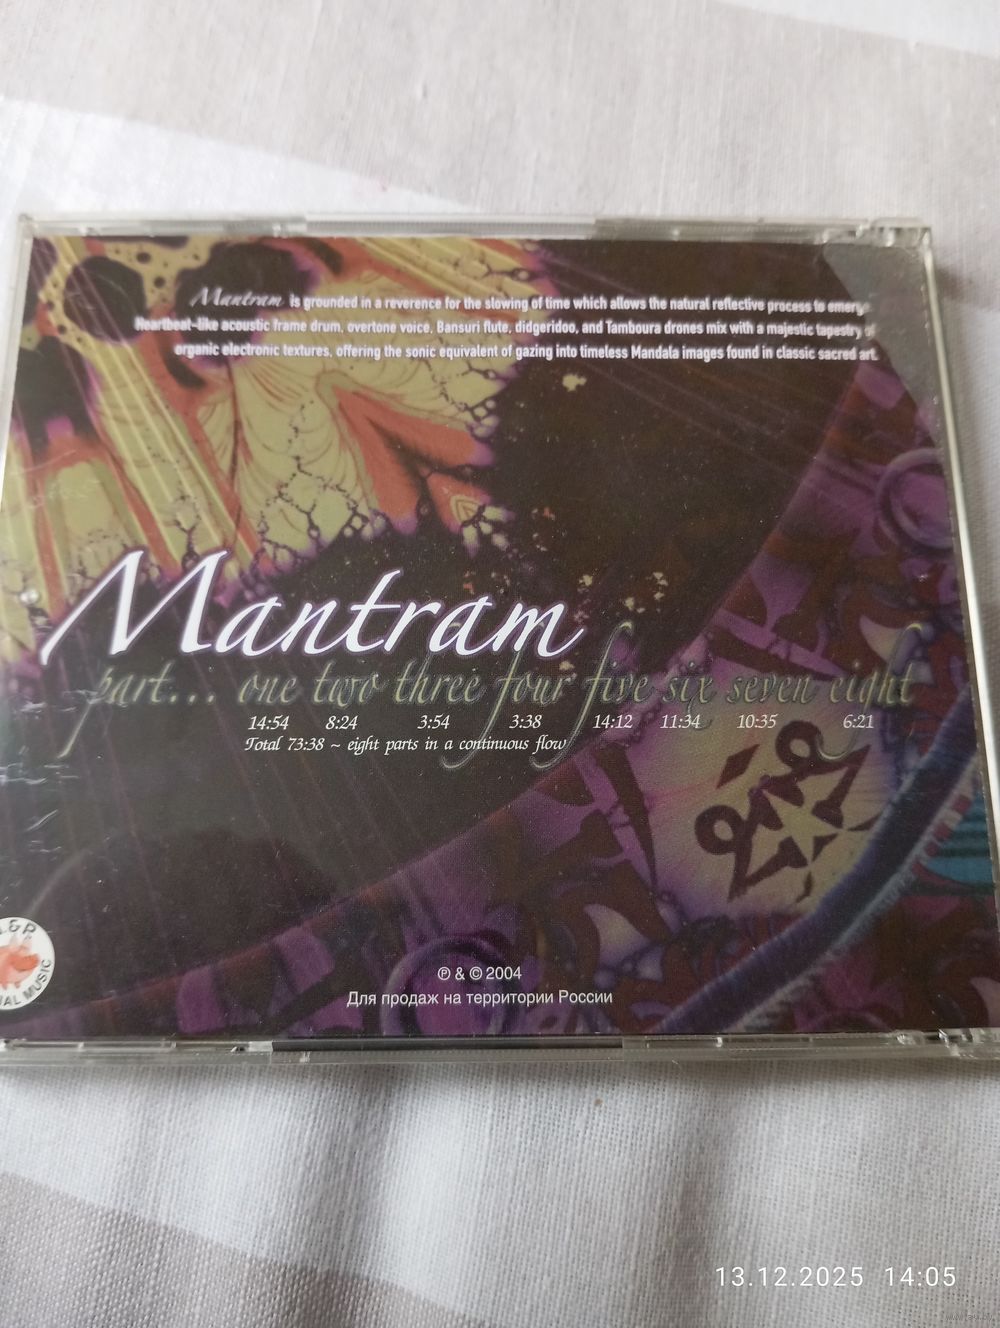 Mantram is grounded in a reverence for the slowing of time which allows the natural reflective process to emerge
Heartbeat-like acoustic frame drum, overtone voice, Bansuri flute, didgeridoo, and Tamboura drones mix with a majestic tapestry of
organic electronic textures, offering the sonic equivalent of gazing into timeless Mandala images found in classic sacred art.
Mantram
part... one two three four five six seven eight
14:54 8:24 3:54 3:38 14:12 11:34 10:35 6:21
Total 73:38 ~ eight parts in a continuous flow
&P
MUSIC
℗ & © 2004
Для продаж на территории России
13.12.2025 14:05